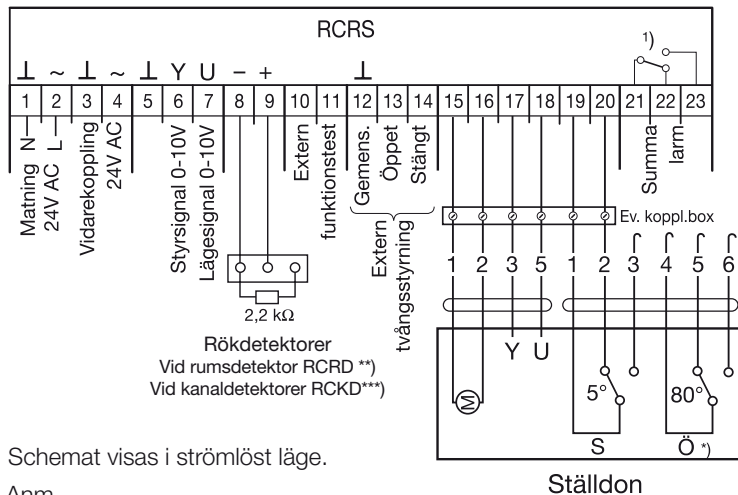 RCRS
1)
⊥ ~ ⊥ ~ ⊥ Y U − + ⊥
1 2 3 4 5 6 7 8 9 10 11 12 13 14 15 16 17 18 19 20 21 22 23
Matning N
24V AC L
Vidarekoppling
24V AC
Styrsignal 0-10V
Lägesignal 0-10V
Extern
funktionstest
Gemens.
Öppet
Stängt
Extern
tvångsstyrning
Summa
larm
Ev. koppl.box
1 2 3 5 1 2 3 4 5 6
2,2 kΩ
Rökdetektorer
Vid rumsdetektor RCRD **)
Vid kanaldetektorer RCKD***)
Y U
M
5°
80°
S
Ö *)
Ställdon
Schemat visas i strömlöst läge.
Anm